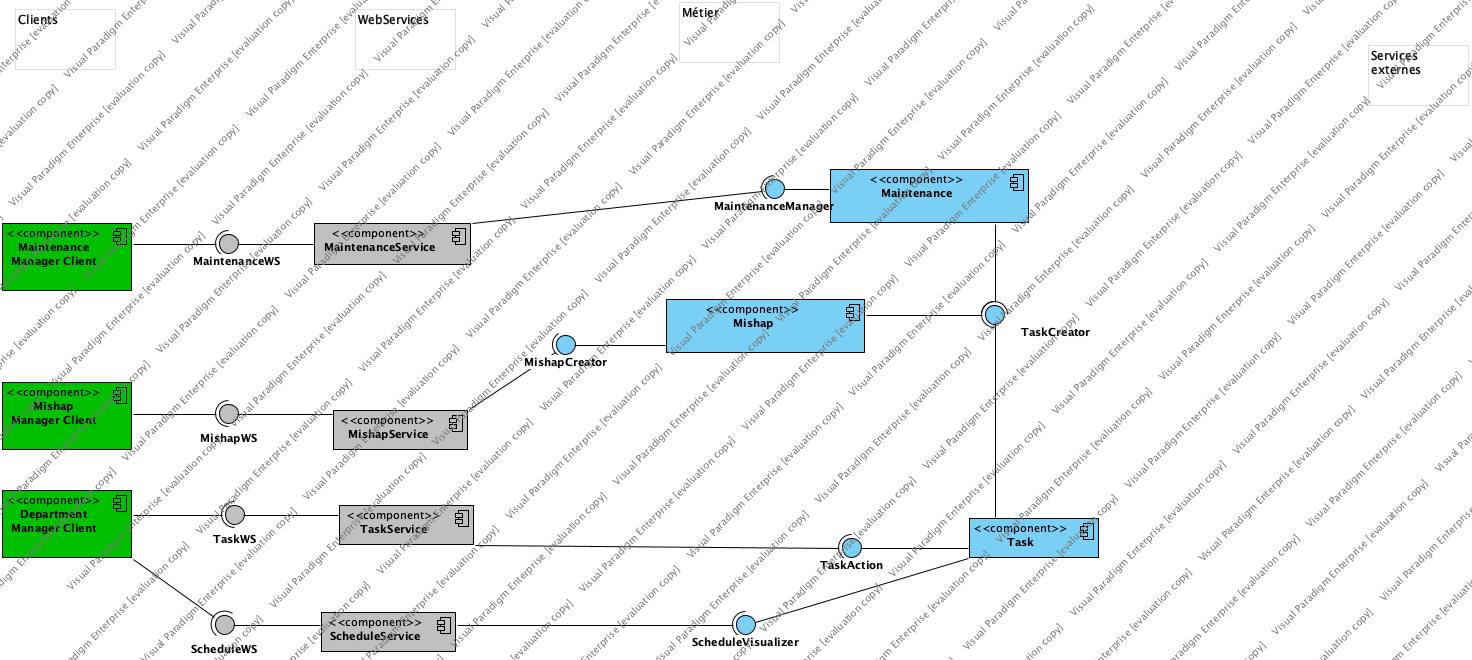 Clients
WebServices
Métier
Services
externes
<<component>>
Maintenance
MaintenanceManager
<<component>>
Maintenance
Manager Client
MaintenanceWS
<<component>>
MaintenanceService
<<component>>
Mishap
TaskCreator
MishapCreator
<<component>>
Mishap
Manager Client
MishapWS
<<component>>
MishapService
<<component>>
Department
Manager Client
TaskWS
<<component>>
TaskService
TaskAction
<<component>>
Task
ScheduleWS
<<component>>
ScheduleService
ScheduleVisualizer
Visual Paradigm Enterprise [evaluation copy]